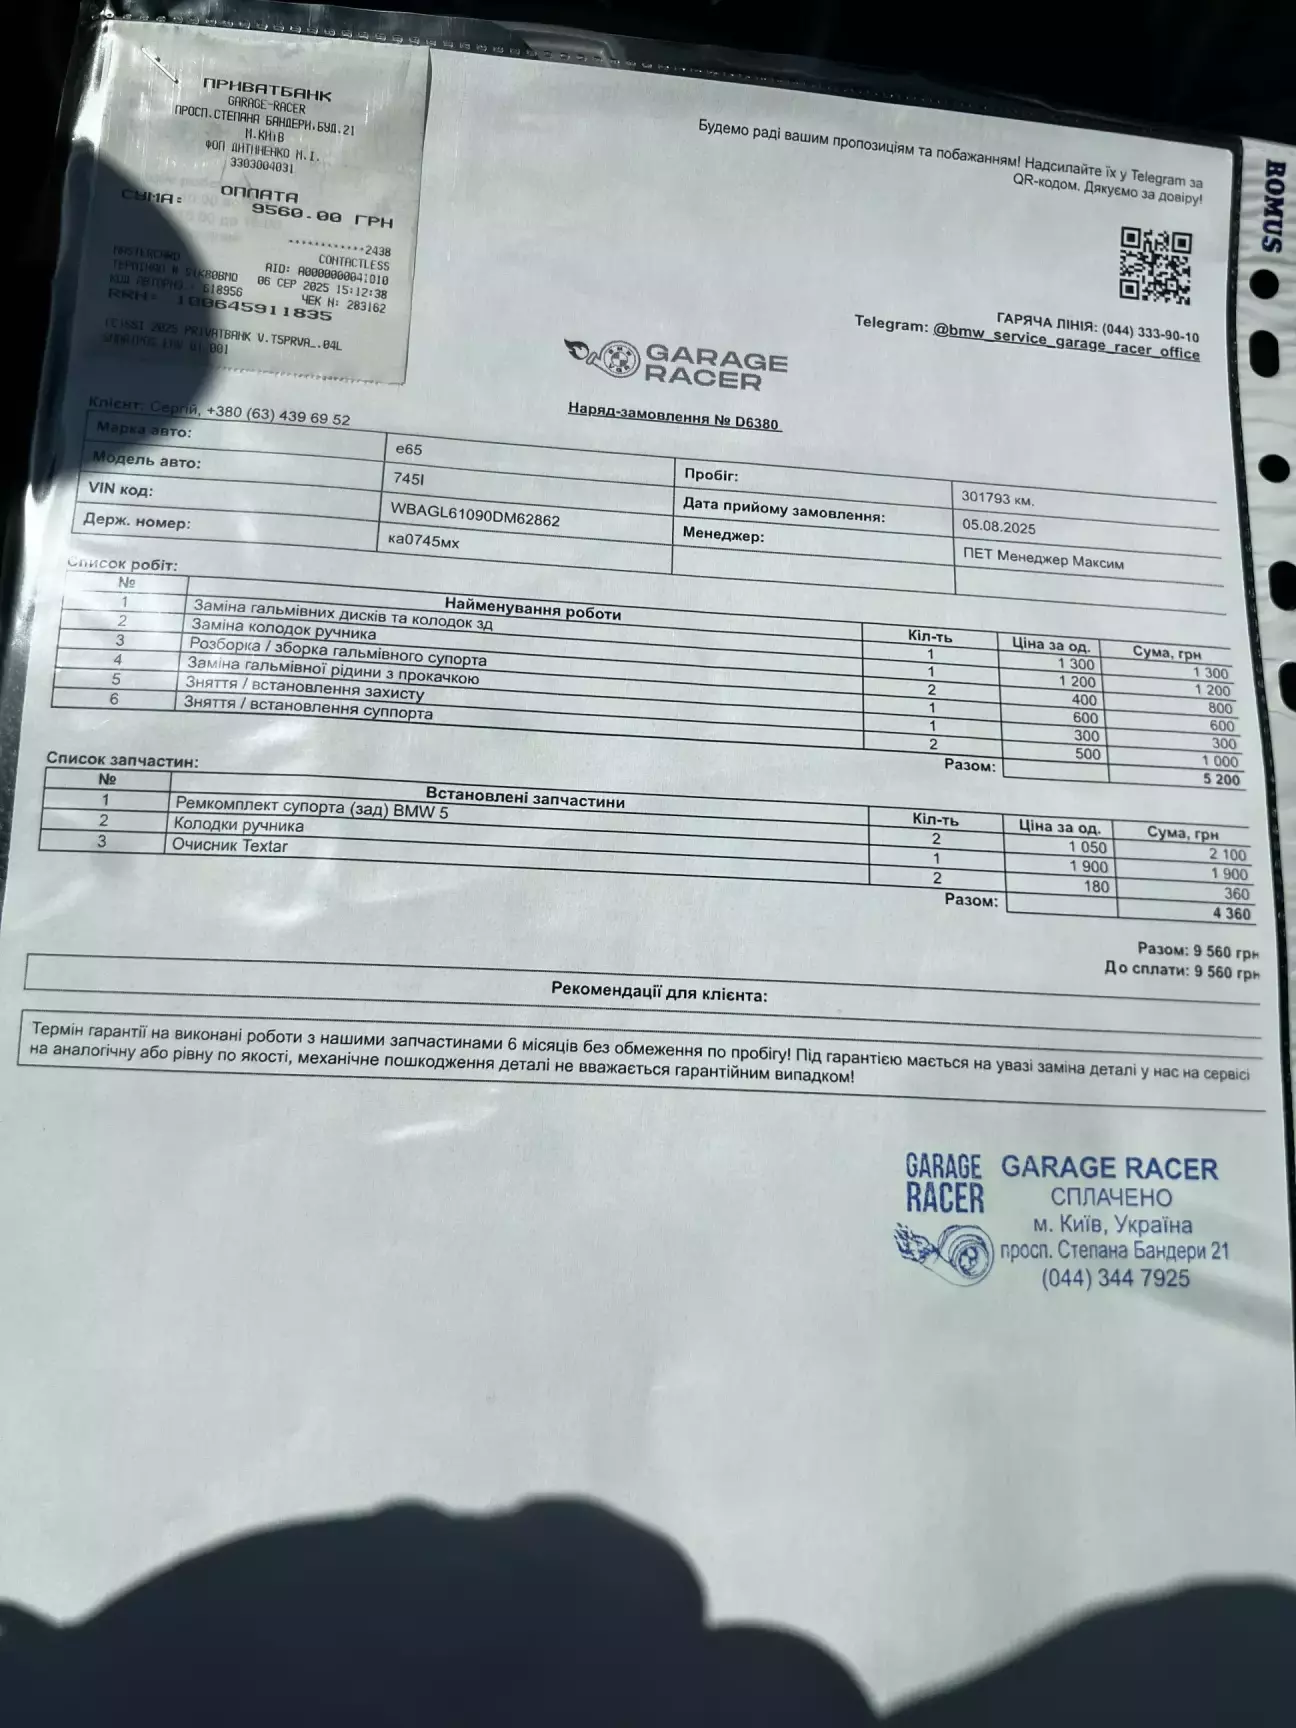 ПРИВАТБАНК
GARAGE-RACER
ПРОСП.СТЕПАНА БАНДЕРИ,БУД.21
М.КИЇВ
ФОП ЛИТВНЕНКО М.І.
3303004031
ОПЛАТА
СУМА: 9560.00 ГРН
************2438
MASTERCARD CONTACTLESS
AID: A0000000041010
06 СЕР 2025 15:12:38
618956 ЧЕК N: 283162
RRN: 100645911835
2025 PRIVATBANK V.T5PRVA_.04L
Будемо раді вашим пропозиціям та побажанням! Надсилайте їх у Telegram за
QR-кодом. Дякуємо за довіру!
ГАРЯЧА ЛІНІЯ: (044) 333-90-10
Telegram: @bmw_service_garage_racer_office
ROMUS
GARAGE
RACER
Наряд-замовлення № D6380
Клієнт: Сергій, +380 (63) 439 69 52
Марка авто: e65 Пробіг: 301793 км.
Модель авто: 745I Дата прийому замовлення: 05.08.2025
VIN код: WBAGL61090DM62862 Менеджер: ПЕТ Менеджер Максим
Держ. номер: ка0745мх
Список робіт:
№ Найменування роботи Кіл-ть Ціна за од. Сума, грн
1 Заміна гальмівних дисків та колодок зд 1 1 300 1 300
2 Заміна колодок ручника 1 1 200 1 200
3 Розборка / зборка гальмівного супорта 2 400 800
4 Заміна гальмівної рідини з прокачкою 1 600 600
5 Зняття / встановлення захисту 1 300 300
6 Зняття / встановлення суппорта 2 500 1 000
Разом: 5 200
Список запчастин:
№ Встановлені запчастини Кіл-ть Ціна за од. Сума, грн
1 Ремкомплект супорта (зад) BMW 5 2 1 050 2 100
2 Колодки ручника 1 1 900 1 900
3 Очисник Textar 2 180 360
Разом: 4 360
Разом: 9 560 грн
До сплати: 9 560 грн
Рекомендації для клієнта:
Термін гарантії на виконані роботи з нашими запчастинами 6 місяців без обмеження по пробігу! Під гарантією мається на увазі заміна деталі у нас на сервісі
на аналогічну або рівну по якості, механічне пошкодження деталі не вважається гарантійним випадком!
GARAGE
RACER
GARAGE RACER
СПЛАЧЕНО
м. Київ, Україна
просп. Степана Бандери 21
(044) 344 7925